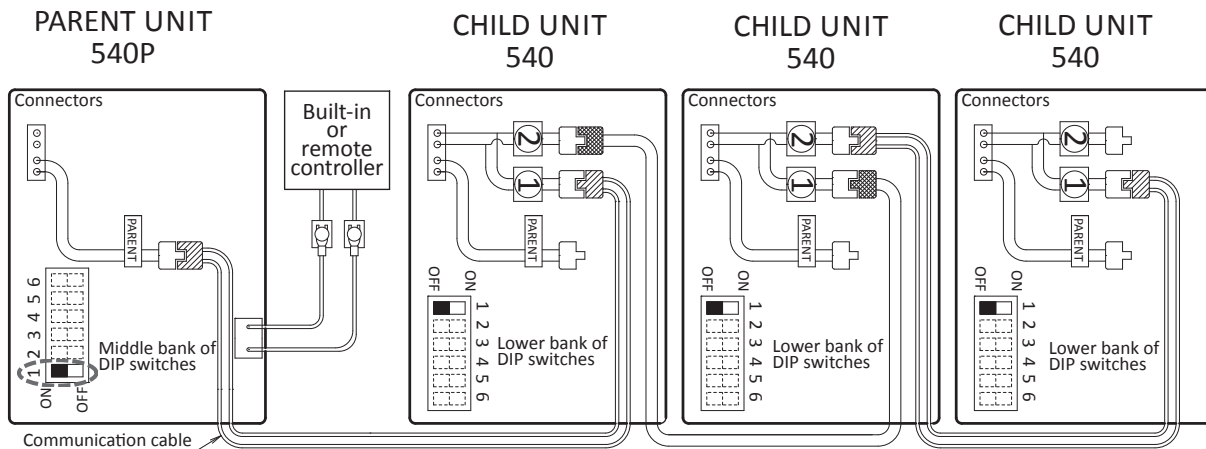 PARENT UNIT
540P
CHILD UNIT
540
CHILD UNIT
540
CHILD UNIT
540
Connectors
PARENT
6
5
4
3
2
1
ON
OFF
Middle bank of
DIP switches
Communication cable
Built-in
or
remote
controller
Connectors
2
1
PARENT
OFF
ON
1
2
3
4
5
6
Lower bank of
DIP switches
Connectors
2
1
PARENT
OFF
ON
1
2
3
4
5
6
Lower bank of
DIP switches
Connectors
2
1
PARENT
OFF
ON
1
2
3
4
5
6
Lower bank of
DIP switches